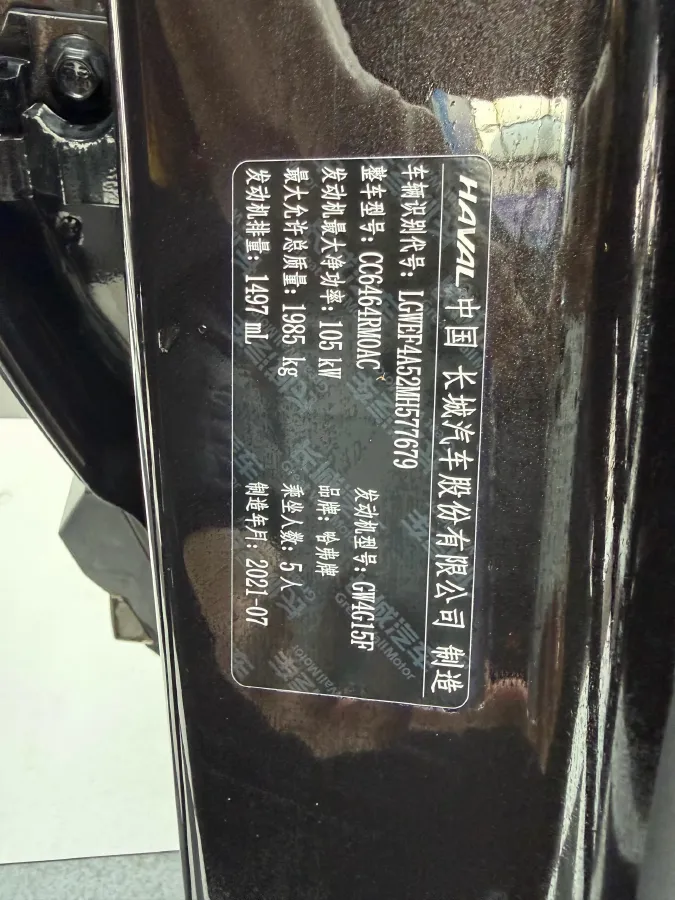 HAVAL 中国 长城汽车股份有限公司 制造
车辆识别代号：LGWEF4A52MH577679
整车型号：CC6464RM0AC 发动机型号：GW4G15F
发动机最大净功率：105 kW 品牌：哈弗牌
最大允许总质量：1985 kg 乘坐人数：5 人
发动机排量：1497 mL 制造年月：2021-07